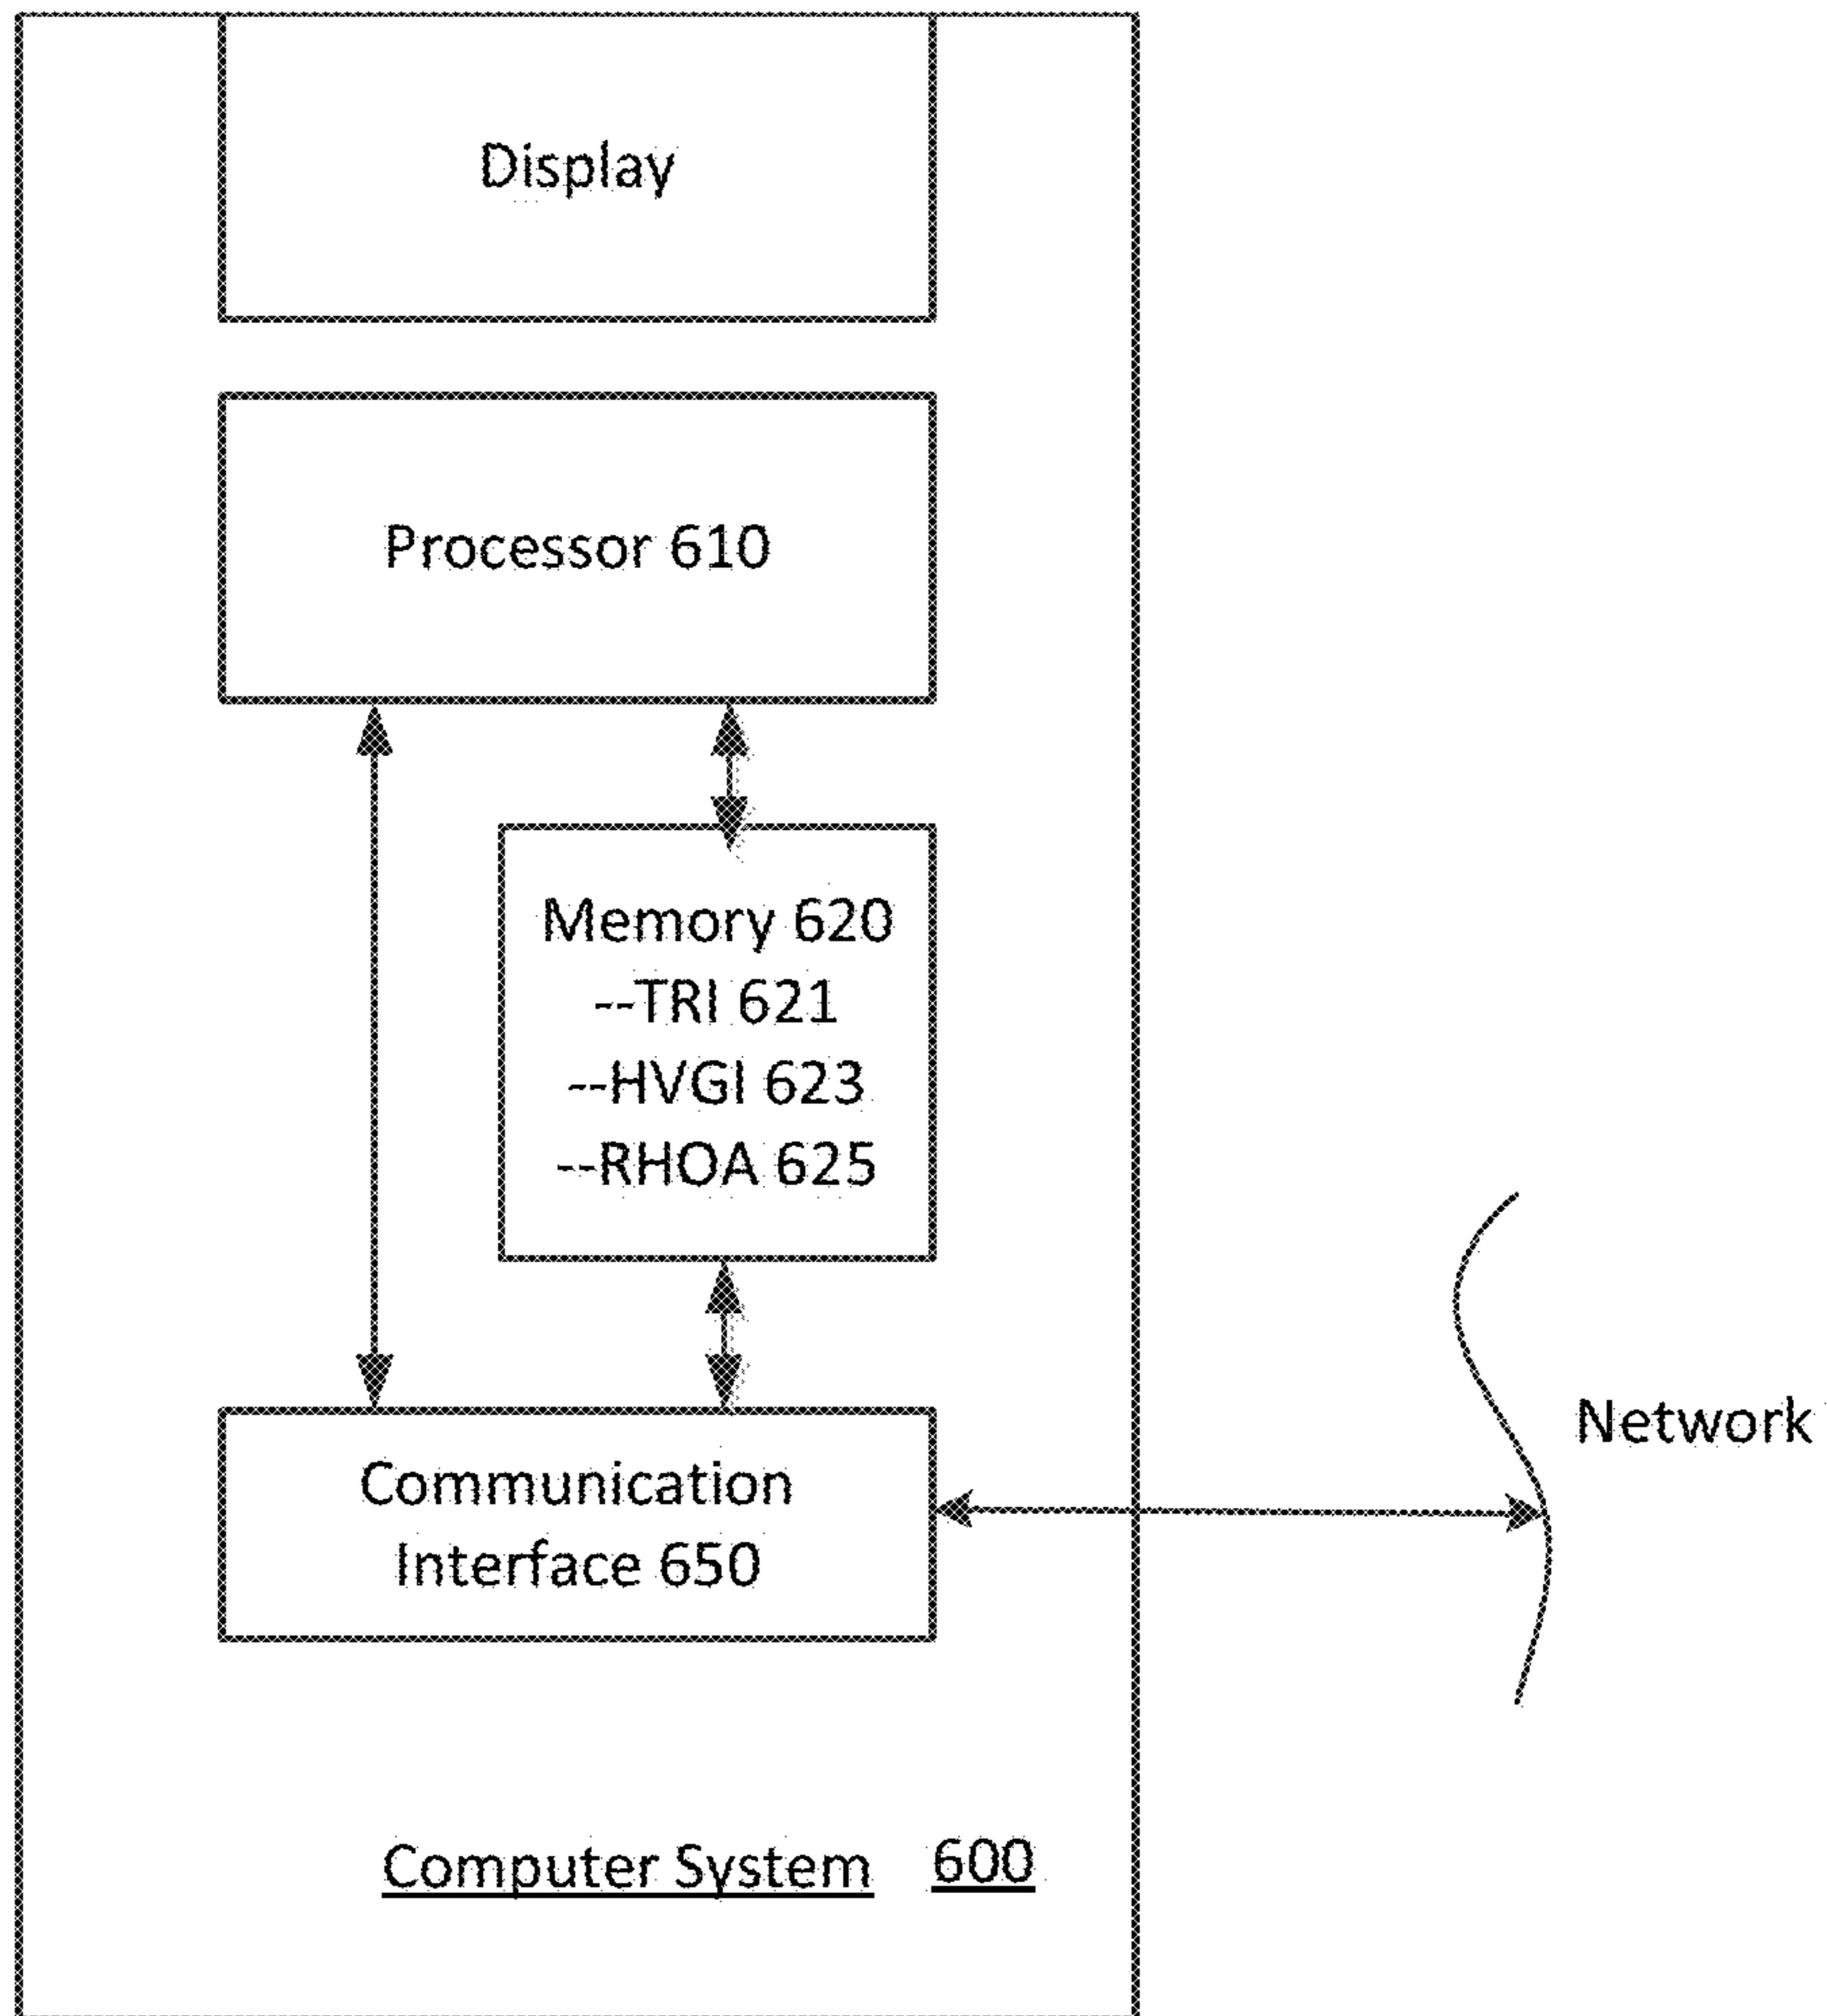 Display
Processor 610
Memory 620
--TRI 621
--HVGI 623
--RHOA 625
Communication
Interface 650
Network
Computer System 600